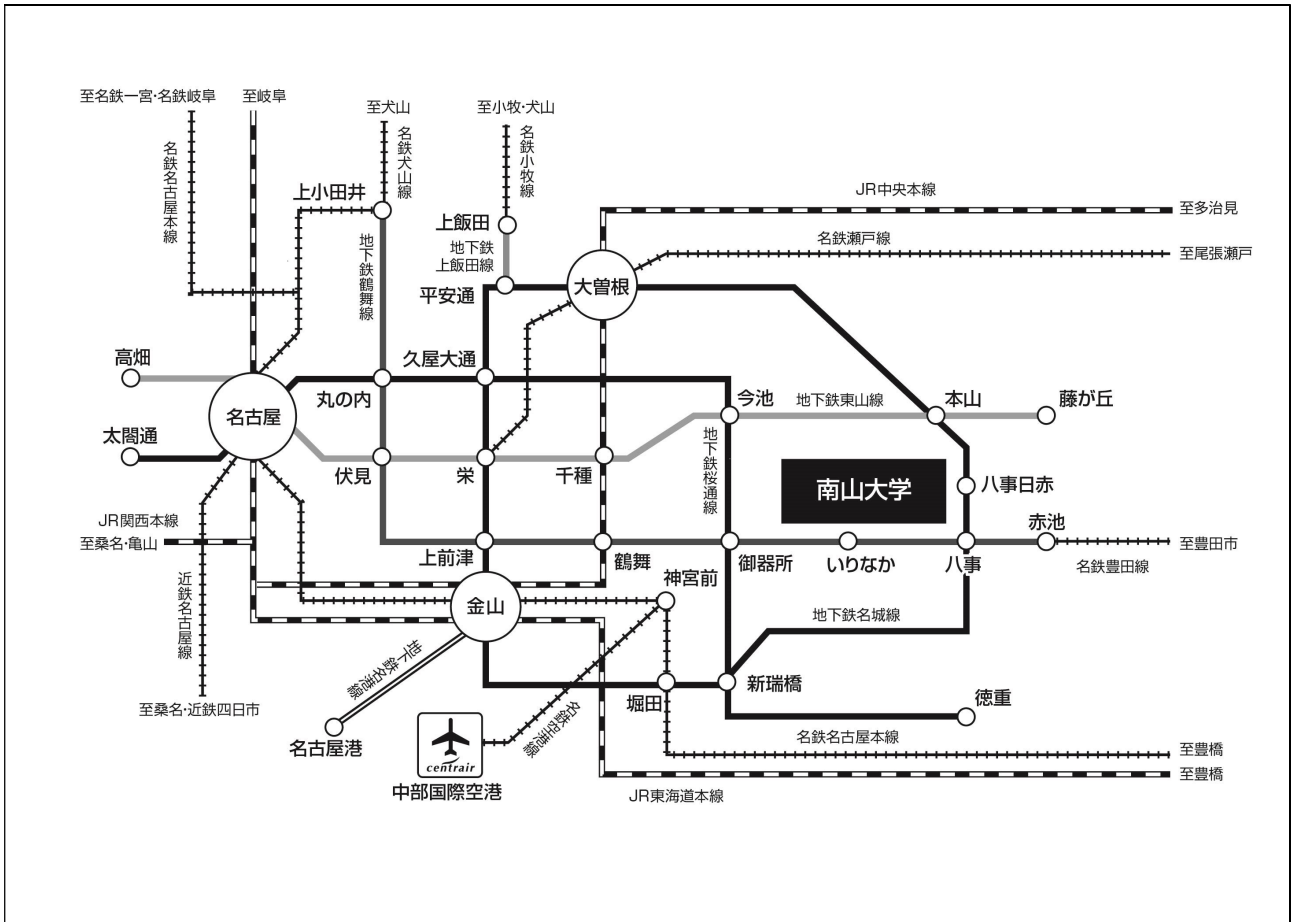 至名鉄一宮・名鉄岐阜
至岐阜
至犬山
至小牧・犬山
名鉄名古屋本線
名鉄犬山線
名鉄小牧線
上小田井
上飯田
JR中央本線
至多治見
地下鉄鶴舞線
地下鉄
上飯田線
名鉄瀬戸線
至尾張瀬戸
平安通
大曽根
高畑
久屋大通
名古屋
丸の内
今池
地下鉄東山線
本山
藤が丘
太閤通
伏見
栄
千種
地下鉄桜通線
南山大学
八事日赤
JR関西本線
至桑名・亀山
赤池
上前津
鶴舞
御器所
いりなか
八事
至豊田市
名鉄豊田線
近鉄名古屋線
神宮前
金山
地下鉄名城線
地下鉄名港線
堀田
新瑞橋
徳重
至桑名・近鉄四日市
名古屋港
名鉄空港線
centrair
中部国際空港
名鉄名古屋本線
至豊橋
至豊橋
JR東海道本線